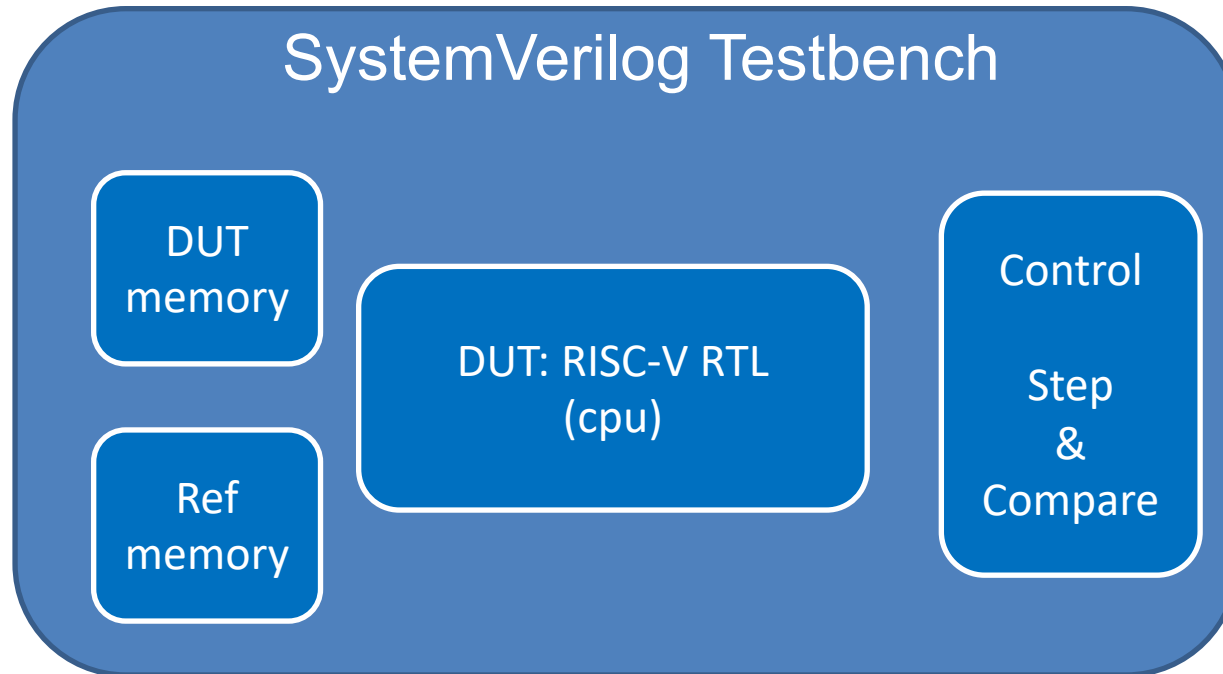 SystemVerilog Testbench
DUT
memory
Ref
memory
DUT: RISC-V RTL
(cpu)
Control
Step
&
Compare